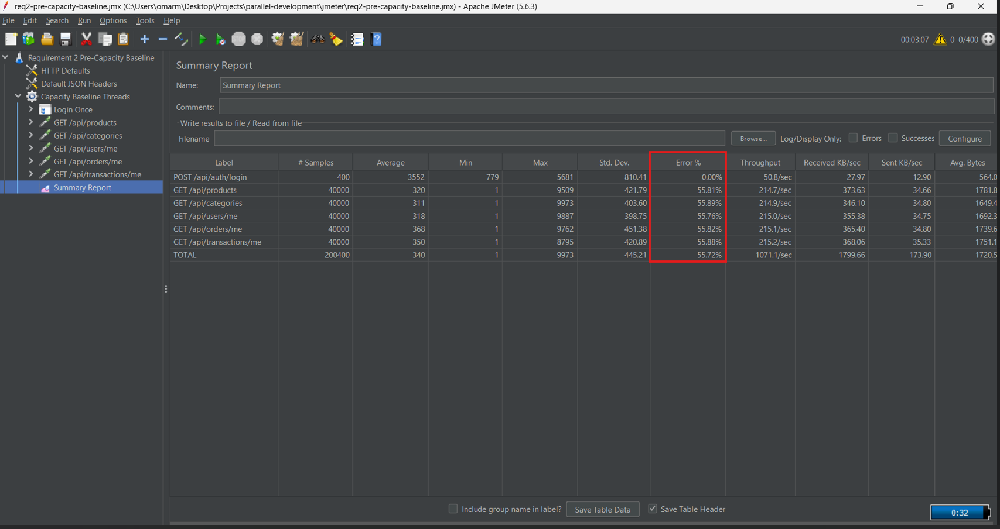 req2-pre-capacity-baseline.jmx (C:\Users\omarm\Desktop\Projects\parallel-development\jmeter\req2-pre-capacity-baseline.jmx) - Apache JMeter (5.6.3)
File Edit Search Run Options Tools Help
00:03:07 0 0/400
Requirement 2 Pre-Capacity Baseline
HTTP Defaults
Default JSON Headers
Capacity Baseline Threads
Login Once
GET /api/products
GET /api/categories
GET /api/users/me
GET /api/orders/me
GET /api/transactions/me
Summary Report
Summary Report
Name: Summary Report
Comments:
Write results to file / Read from file
Filename Browse... Log/Display Only: Errors Successes Configure
Label # Samples Average Min Max Std. Dev. Error % Throughput Received KB/sec Sent KB/sec Avg. Bytes
POST /api/auth/login 400 3552 779 5681 810.41 0.00% 50.8/sec 27.97 12.90 564.0
GET /api/products 40000 320 1 9509 421.79 55.81% 214.7/sec 373.63 34.66 1781.8
GET /api/categories 40000 311 1 9973 403.60 55.89% 214.9/sec 346.10 34.80 1649.4
GET /api/users/me 40000 318 1 9887 398.75 55.76% 215.0/sec 355.38 34.75 1692.3
GET /api/orders/me 40000 368 1 9762 451.38 55.82% 215.1/sec 365.40 34.80 1739.6
GET /api/transactions/me 40000 350 1 8795 420.89 55.88% 215.2/sec 368.06 35.33 1751.1
TOTAL 200400 340 1 9973 445.21 55.72% 1071.1/sec 1799.66 173.90 1720.5
Include group name in label? Save Table Data Save Table Header
0:32